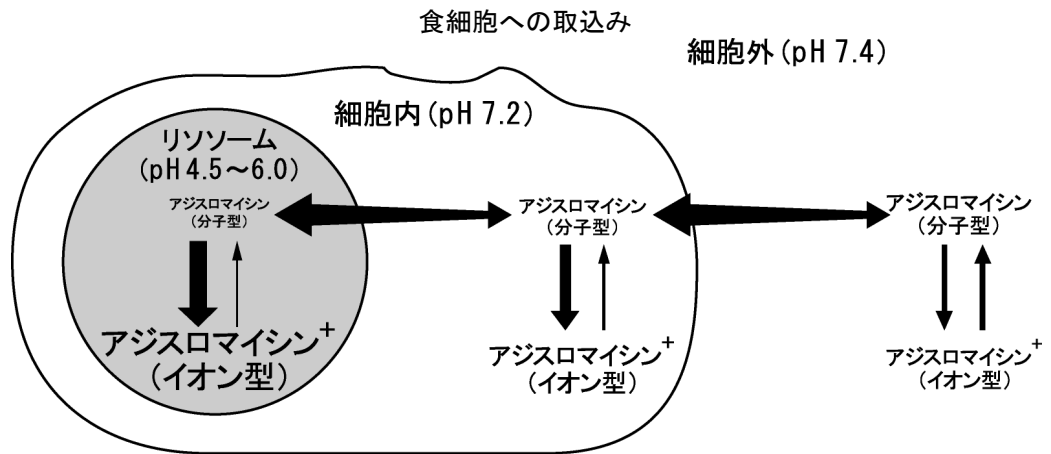 食細胞への取込み
細胞外(pH 7.4)
細胞内(pH 7.2)
リソソーム
(pH 4.5～6.0)
アジスロマイシン
(分子型)
アジスロマイシン
(分子型)
アジスロマイシン
(分子型)
アジスロマイシン+
(イオン型)
アジスロマイシン+
(イオン型)
アジスロマイシン+
(イオン型)